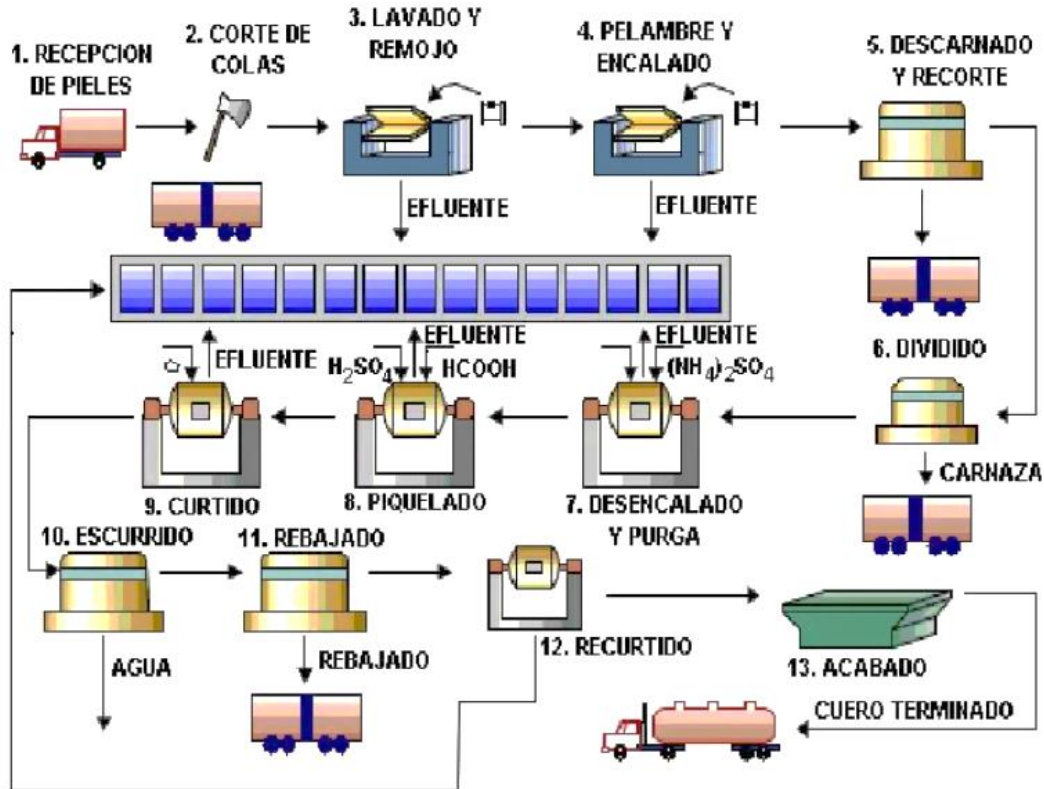 1. RECEPCION
DE PIELES
2. CORTE DE
COLAS
3. LAVADO Y
REMOJO
4. PELAMBRE Y
ENCALADO
5. DESCARNADO
Y RECORTE
EFLUENTE
EFLUENTE
6. DIVIDIDO
CARNAZA
EFLUENTE
(NH4)2SO4
7. DESENCALADO
Y PURGA
EFLUENTE
H2SO4
HCOOH
8. PIQUELADO
EFLUENTE
9. CURTIDO
10. ESCURRIDO
AGUA
11. REBAJADO
REBAJADO
12. RECURTIDO
13. ACABADO
CUERO TERMINADO